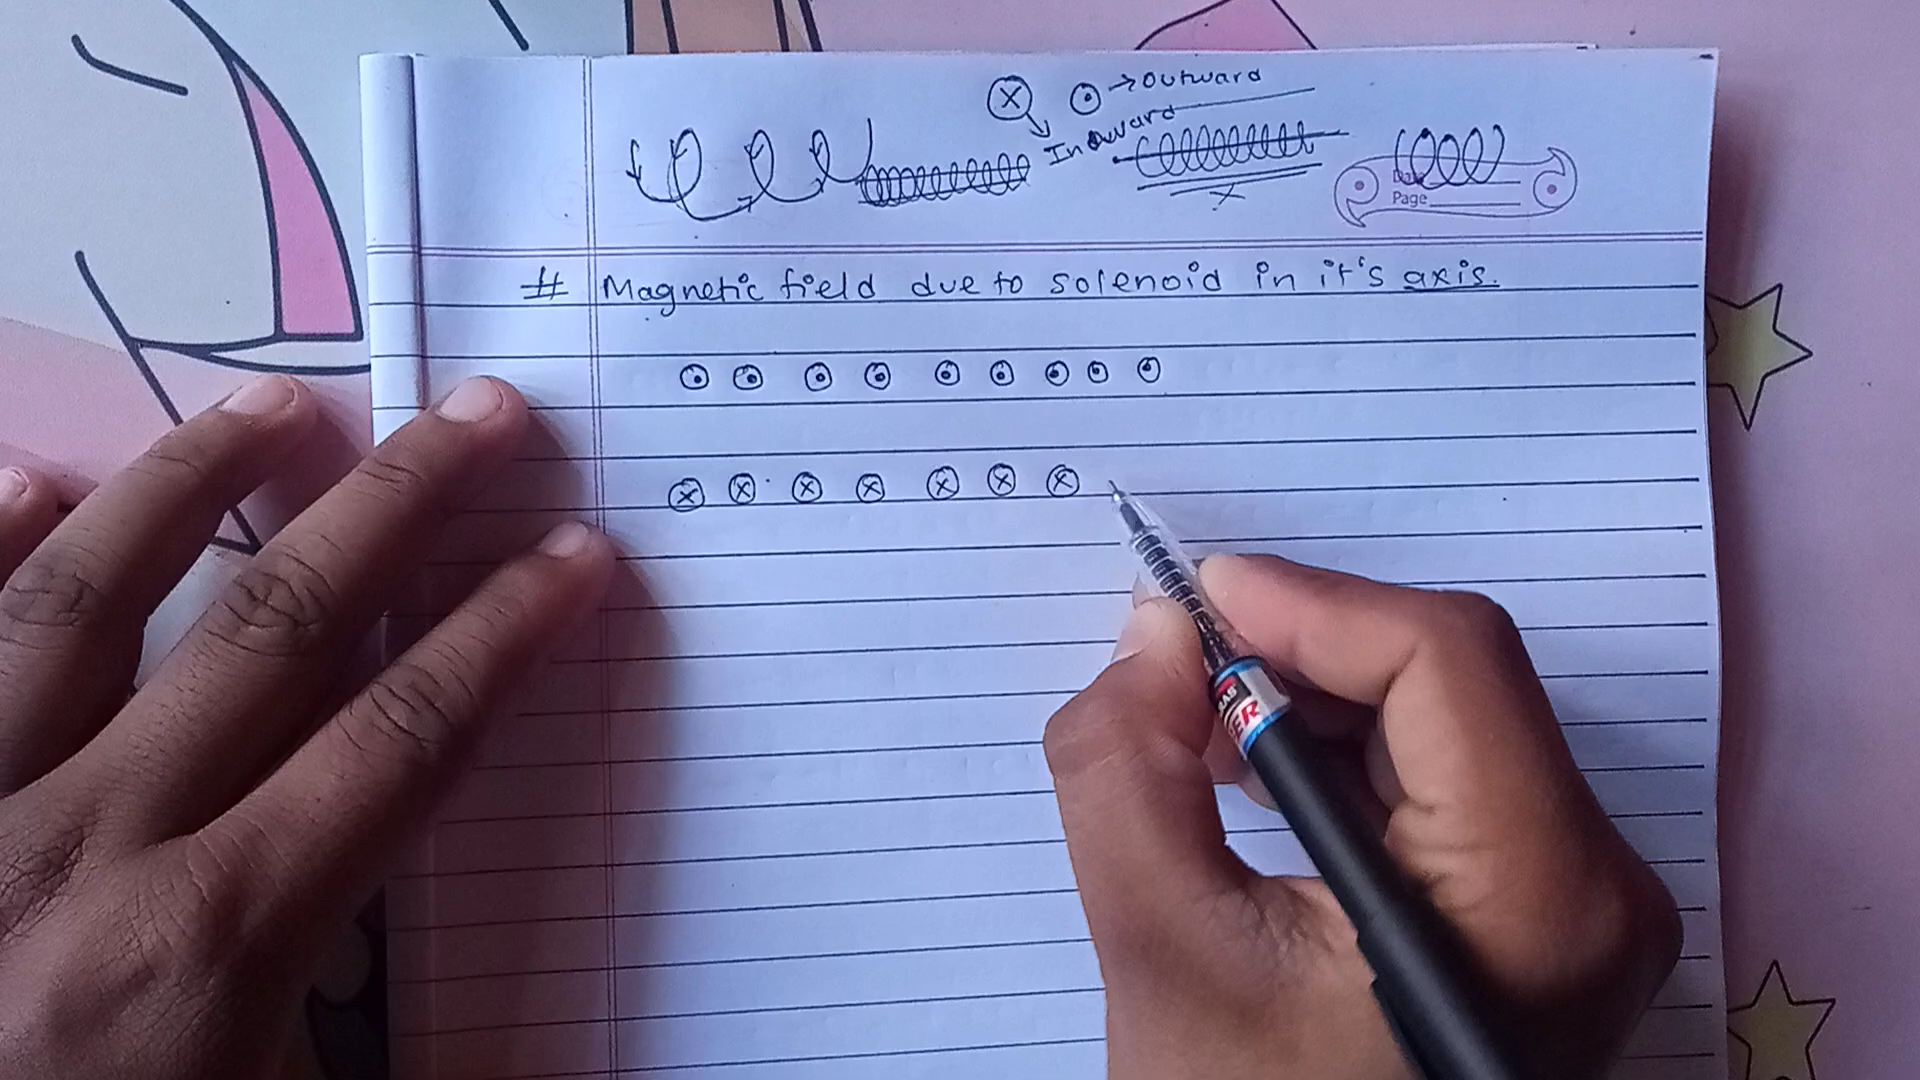 → Outward
Inward
Date
Page
# Magnetic field due to solenoid in it's axis.